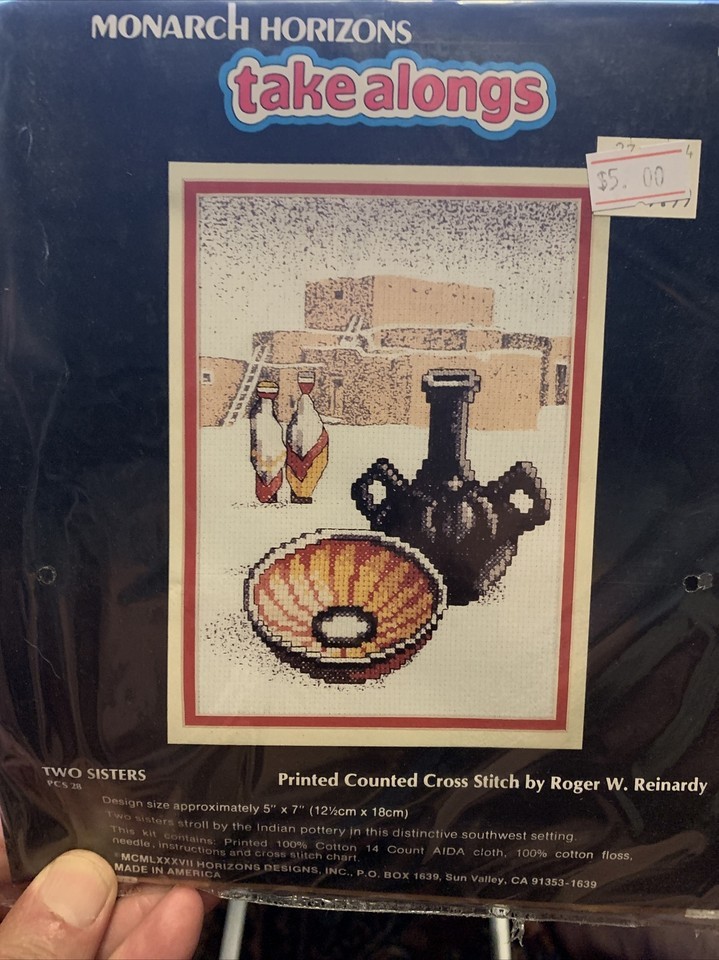 MONARCH HORIZONS
take alongs
$5.00
TWO SISTERS
PCS 28
Printed Counted Cross Stitch by Roger W. Reinardy
Design size approximately 5" x 7" (12½cm x 18cm)
Two sisters stroll by the Indian pottery in this distinctive southwest setting.
This kit contains: Printed 100% Cotton 14 Count AIDA cloth, 100% cotton floss,
needle, instructions and cross stitch chart.
MCMLXXXVII HORIZONS DESIGNS, INC., P.O. BOX 1639, Sun Valley, CA 91353-1639
MADE IN AMERICA